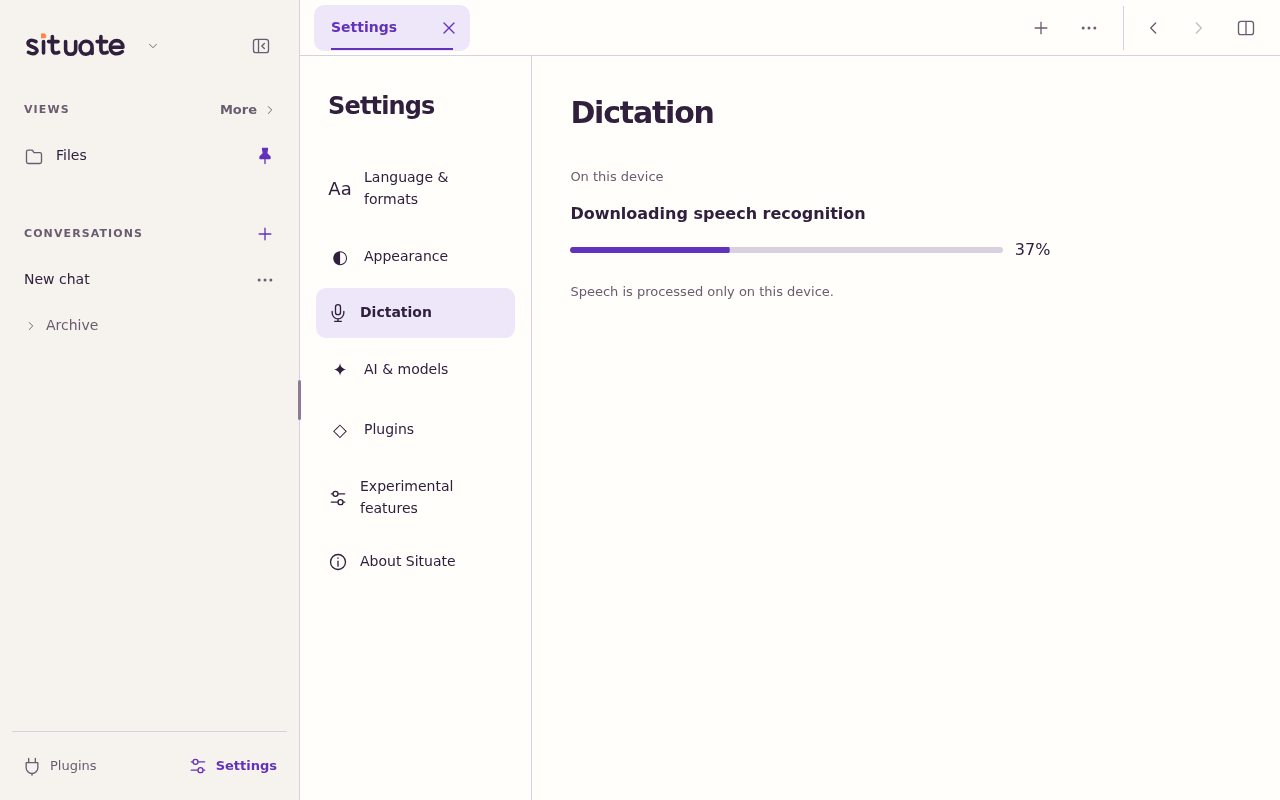 situate
VIEWS
More
Files
CONVERSATIONS
New chat
Archive
Plugins
Settings
Settings
Settings
Aa
Language &
formats
Appearance
Dictation
AI & models
Plugins
Experimental
features
About Situate
Dictation
On this device
Downloading speech recognition
37%
Speech is processed only on this device.